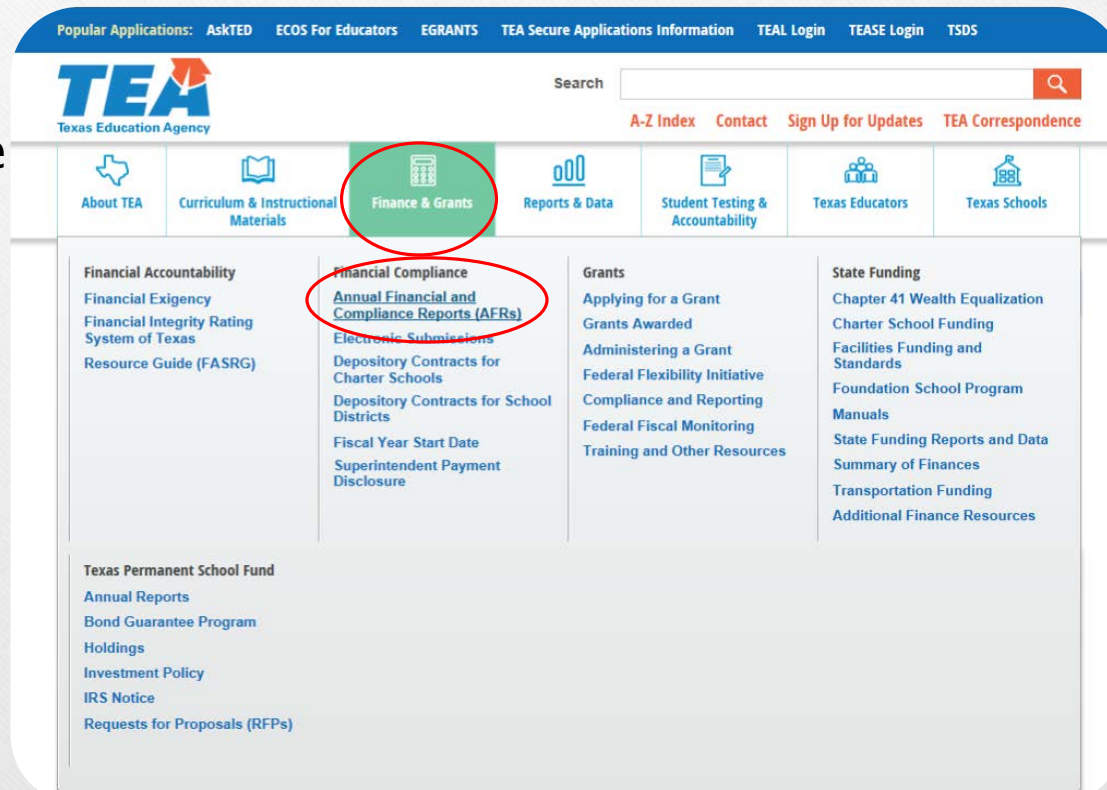 Popular Applications: AskTED ECOS For Educators EGRANTS TEA Secure Applications Information TEAL Login TEASE Login TSDS
TEA
Texas Education Agency
Search
A-Z Index Contact Sign Up for Updates TEA Correspondence
e
About TEA
Curriculum & Instructional
Materials
Finance & Grants
Reports & Data
Student Testing &
Accountability
Texas Educators
Texas Schools
Financial Accountability
Financial Exigency
Financial Integrity Rating
System of Texas
Resource Guide (FASRG)
Financial Compliance
Annual Financial and
Compliance Reports (AFRs)
Electronic Submissions
Depository Contracts for
Charter Schools
Depository Contracts for School
Districts
Fiscal Year Start Date
Superintendent Payment
Disclosure
Grants
Applying for a Grant
Grants Awarded
Administering a Grant
Federal Flexibility Initiative
Compliance and Reporting
Federal Fiscal Monitoring
Training and Other Resources
State Funding
Chapter 41 Wealth Equalization
Charter School Funding
Facilities Funding and
Standards
Foundation School Program
Manuals
State Funding Reports and Data
Summary of Finances
Transportation Funding
Additional Finance Resources
Texas Permanent School Fund
Annual Reports
Bond Guarantee Program
Holdings
Investment Policy
IRS Notice
Requests for Proposals (RFPs)